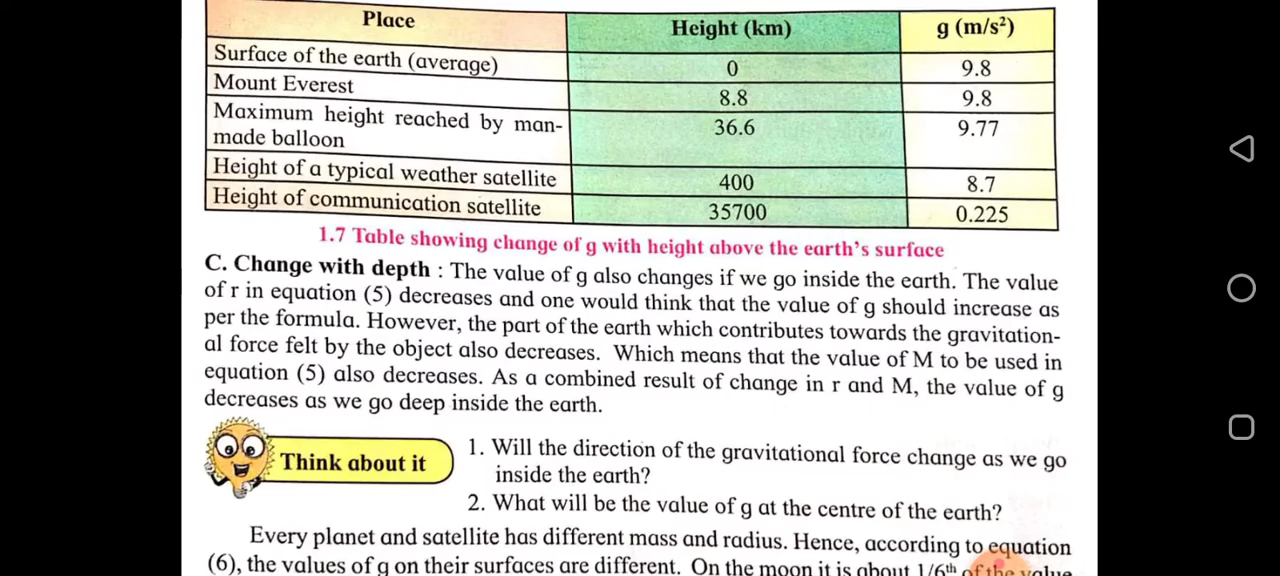 Place Height (km) g (m/s²)
Surface of the earth (average) 0 9.8
Mount Everest 8.8 9.8
Maximum height reached by man-
made balloon 36.6 9.77
Height of a typical weather satellite 400 8.7
Height of communication satellite 35700 0.225
1.7 Table showing change of g with height above the earth's surface
C. Change with depth : The value of g also changes if we go inside the earth. The value
of r in equation (5) decreases and one would think that the value of g should increase as
per the formula. However, the part of the earth which contributes towards the gravitation-
al force felt by the object also decreases. Which means that the value of M to be used in
equation (5) also decreases. As a combined result of change in r and M, the value of g
decreases as we go deep inside the earth.
Think about it
1. Will the direction of the gravitational force change as we go
inside the earth?
2. What will be the value of g at the centre of the earth?
Every planet and satellite has different mass and radius. Hence, according to equation
(6), the values of g on their surfaces are different. On the moon it is about 1/6th of the value